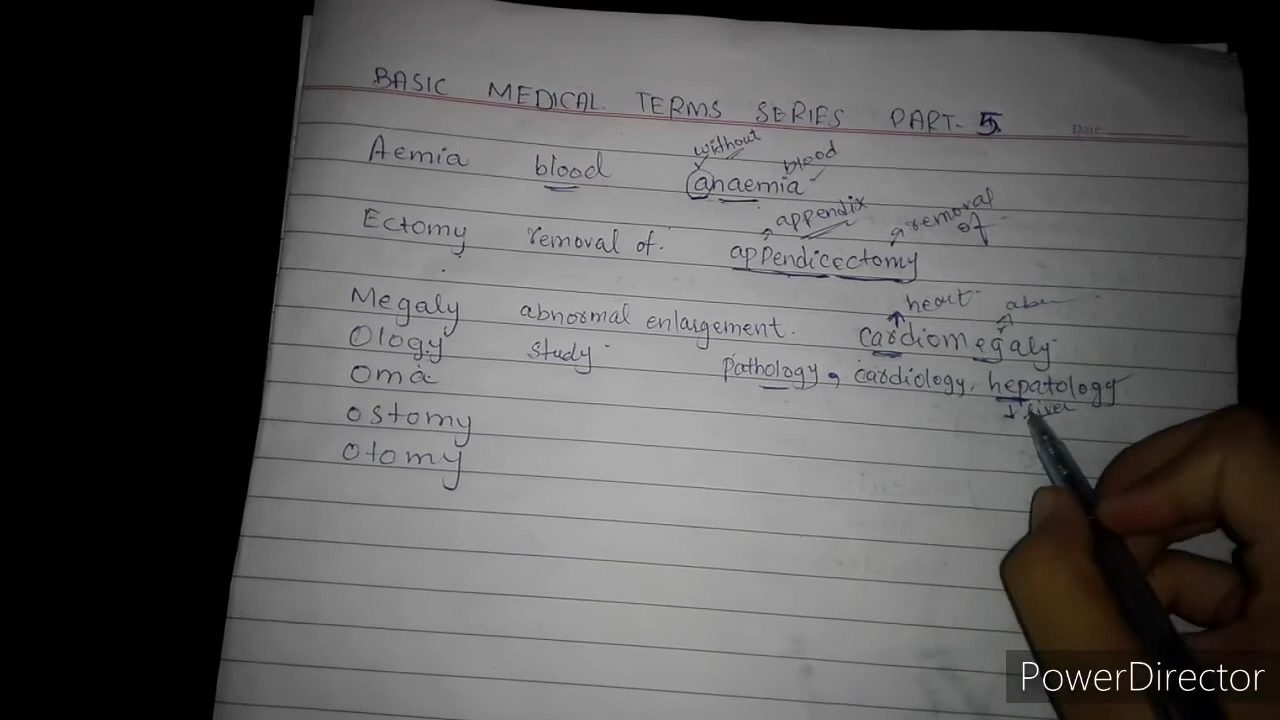 BASIC MEDICAL TERMS SERIES PART-5
Date
without blood
Aemia blood anaemia
appendix removal of
Ectomy removal of. appendicectomy
heart
Megaly abnormal enlargement. cardiomegaly
Ology study pathology, cardiology, hepatology
liver
oma
ostomy
otomy
PowerDirector